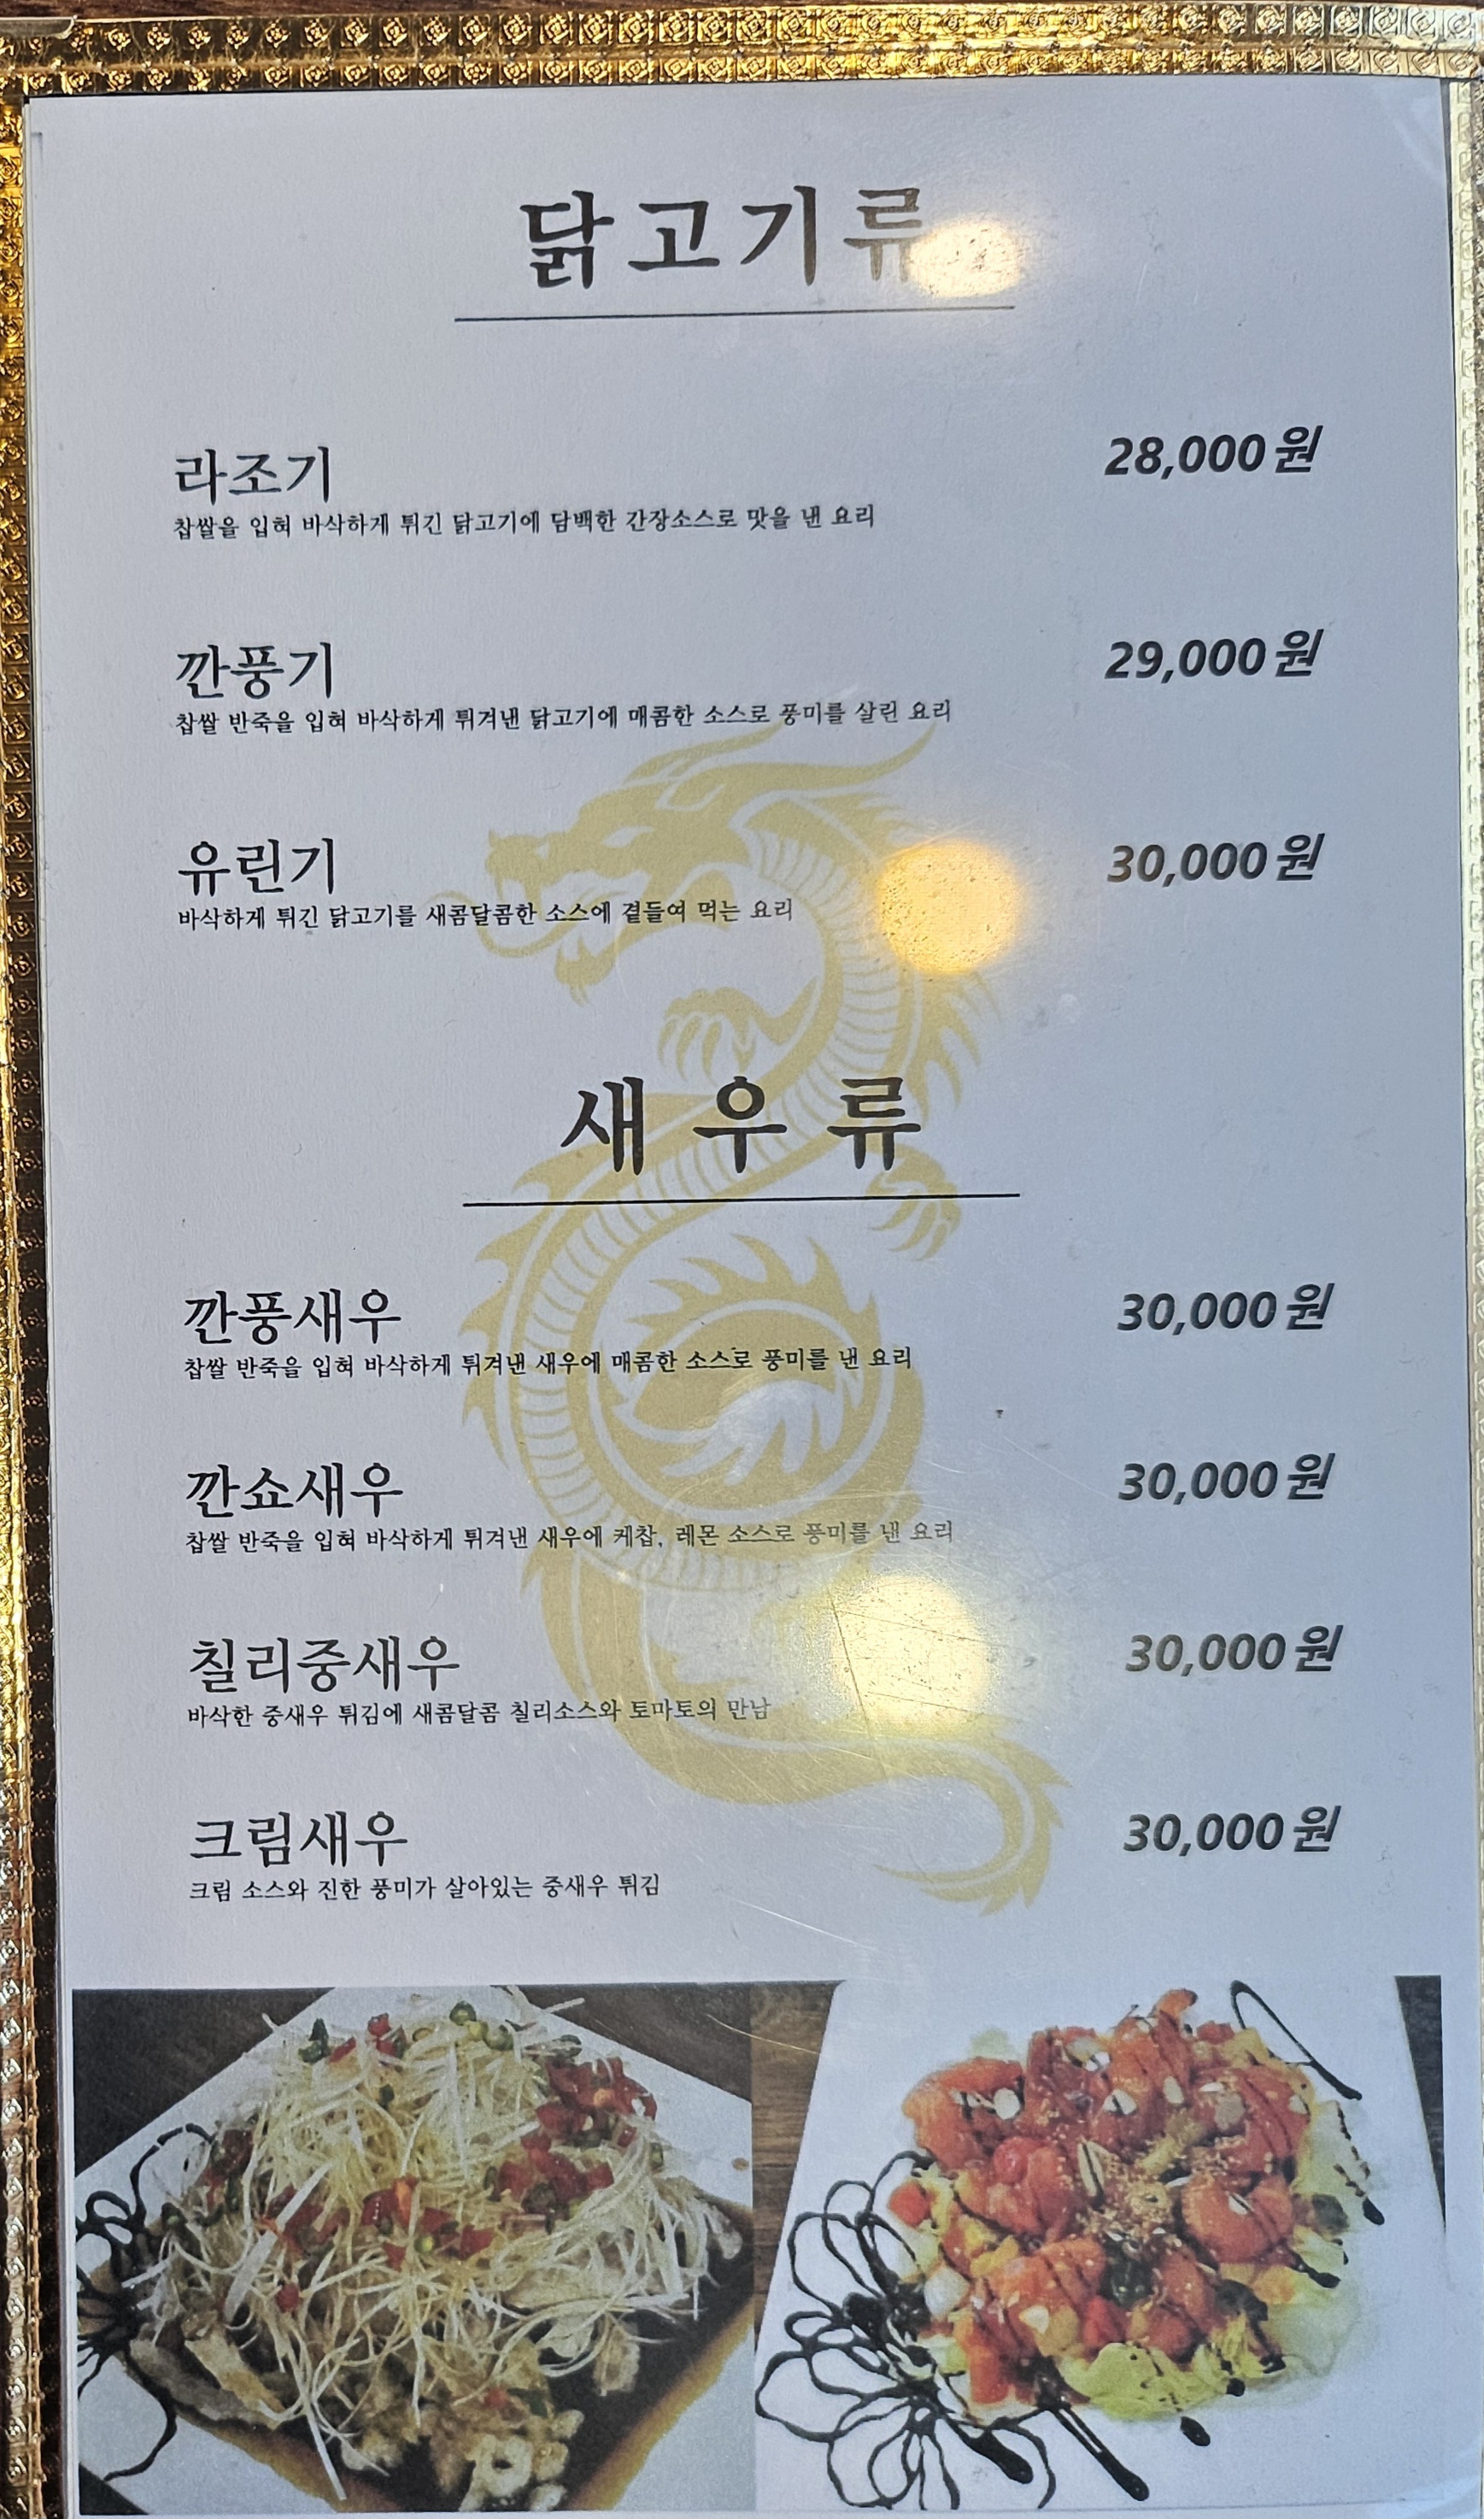 닭고기류
라조기
28,000원
찹쌀을 입혀 바삭하게 튀긴 닭고기에 담백한 간장소스로 맛을 낸 요리
깐풍기
29,000원
찹쌀 반죽을 입혀 바삭하게 튀겨낸 닭고기에 매콤한 소스로 풍미를 살린 요리
유린기
30,000원
바삭하게 튀긴 닭고기를 새콤달콤한 소스에 곁들여 먹는 요리
새우류
깐풍새우
30,000원
찹쌀 반죽을 입혀 바삭하게 튀겨낸 새우에 매콤한 소스로 풍미를 낸 요리
깐쇼새우
30,000원
찹쌀 반죽을 입혀 바삭하게 튀겨낸 새우에 케찹, 레몬 소스로 풍미를 낸 요리
칠리중새우
30,000원
바삭한 중새우 튀김에 새콤달콤 칠리소스와 토마토의 만남
크림새우
30,000원
크림 소스와 진한 풍미가 살아있는 중새우 튀김